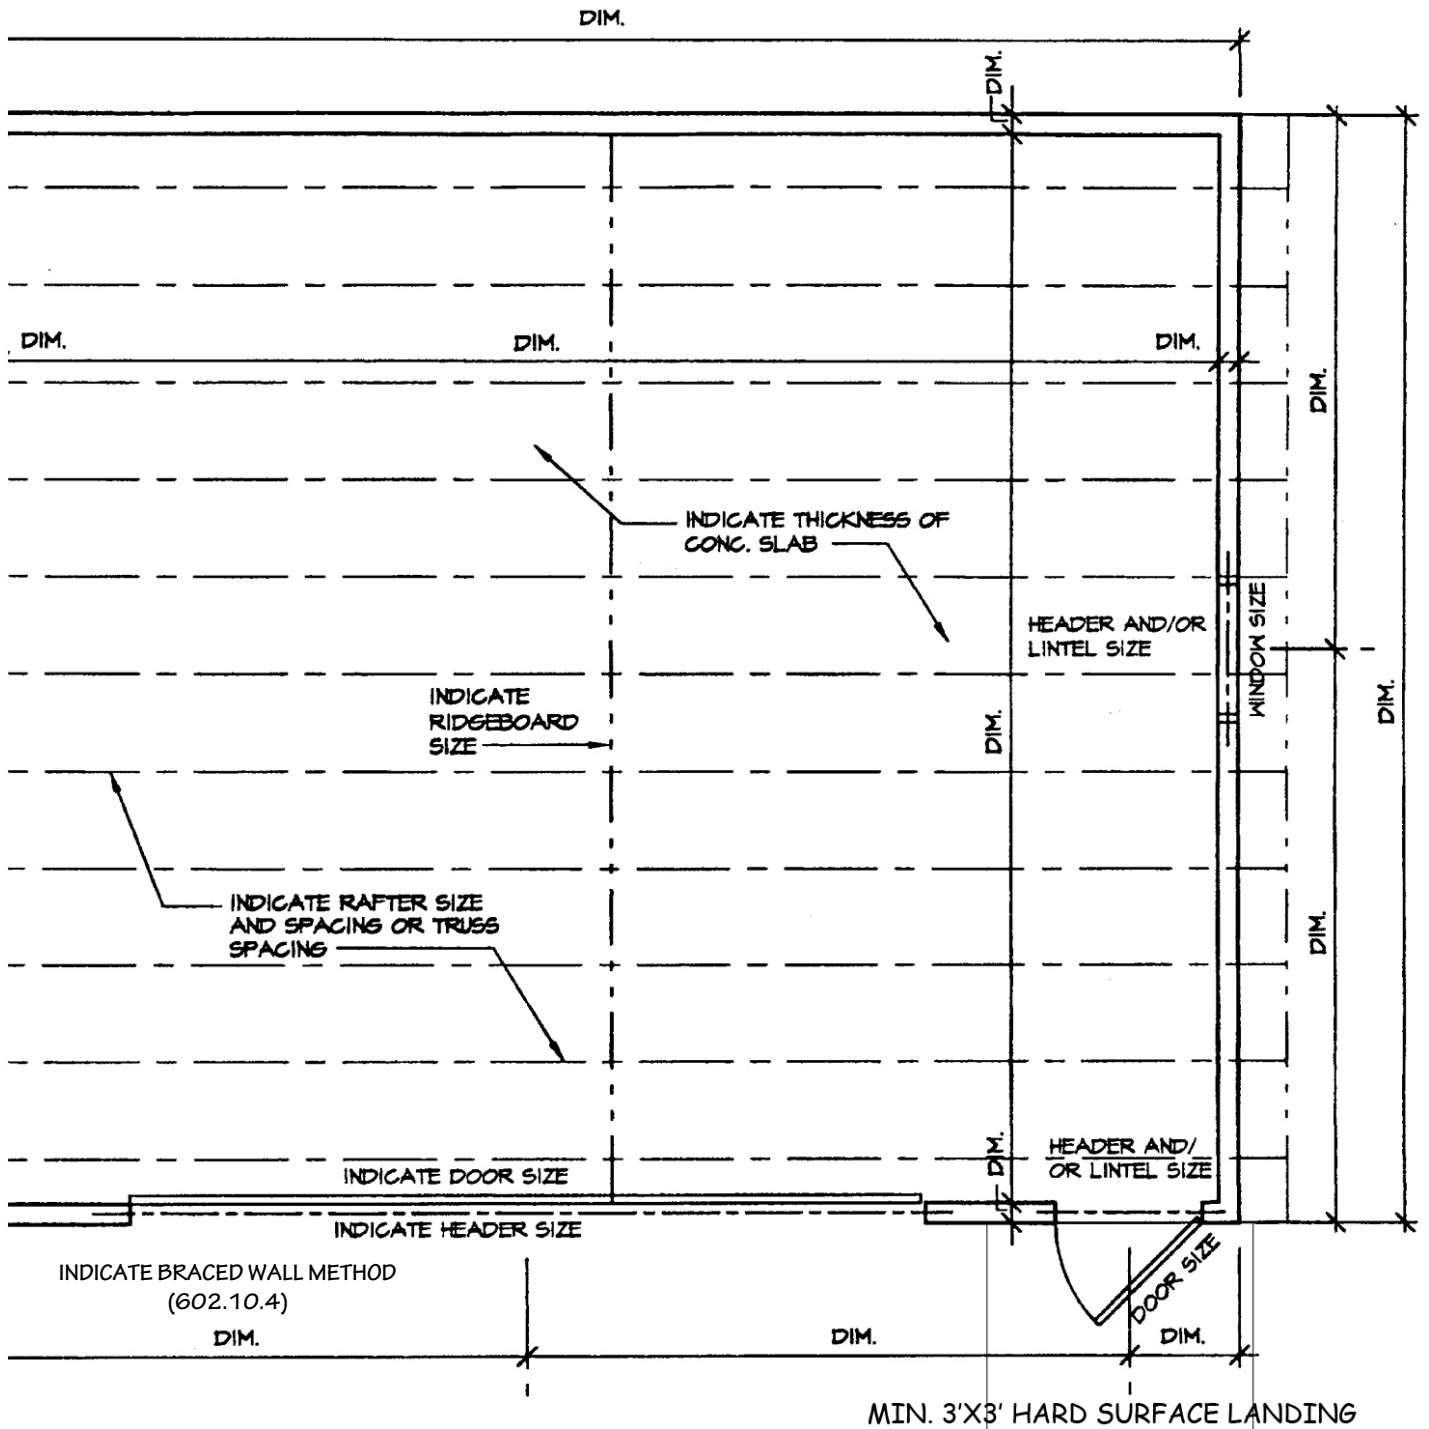 DIM.
DIM.
DIM.
DIM.
DIM.
DIM.
INDICATE THICKNESS OF
CONC. SLAB
HEADER AND/OR
LINTEL SIZE
WINDOW SIZE
INDICATE
RIDGEBOARD
SIZE
DIM.
DIM.
INDICATE RAFTER SIZE
AND SPACING OR TRUSS
SPACING
DIM.
DIM.
HEADER AND/
OR LINTEL SIZE
INDICATE DOOR SIZE
INDICATE HEADER SIZE
DOOR SIZE
INDICATE BRACED WALL METHOD
(602.10.4)
DIM.
DIM.
DIM.
MIN. 3'X3' HARD SURFACE LANDING